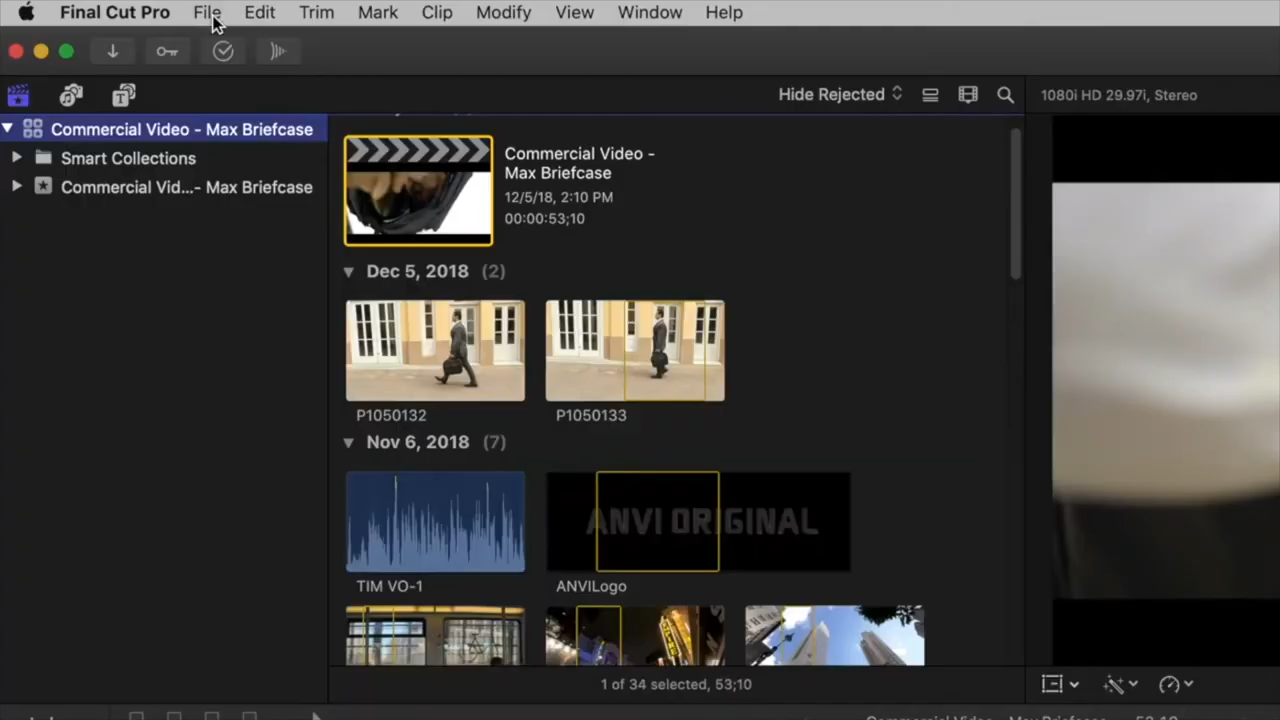 Final Cut Pro File Edit Trim Mark Clip Modify View Window Help
Hide Rejected
1080i HD 29.97i, Stereo
Commercial Video - Max Briefcase
Smart Collections
Commercial Vid...- Max Briefcase
Commercial Video -
Max Briefcase
12/5/18, 2:10 PM
00:00:53;10
Dec 5, 2018 (2)
P1050132
P1050133
Nov 6, 2018 (7)
ANVI ORIGINAL
TIM VO-1
ANVILogo
1 of 34 selected, 53;10